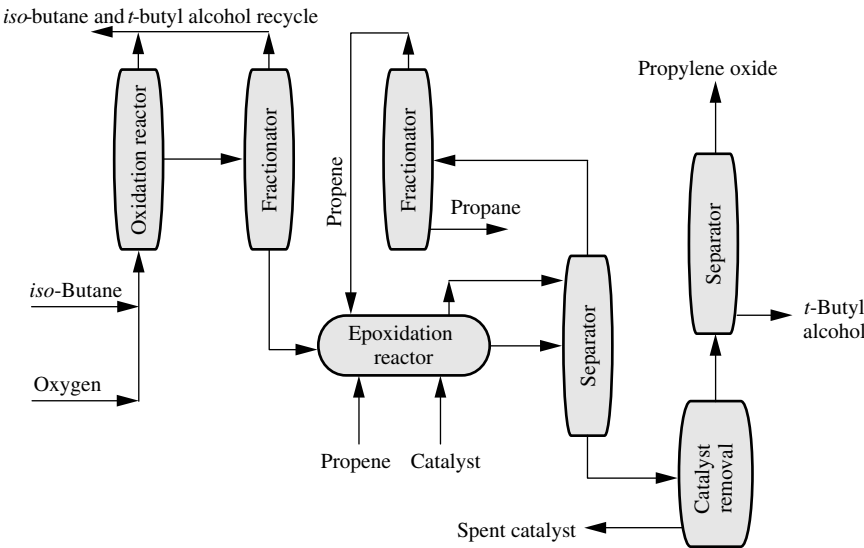 iso-butane and t-butyl alcohol recycle
Oxidation reactor
Fractionator
Propene
Fractionator
Propane
Propylene oxide
Separator
t-Butyl
alcohol
iso-Butane
Oxygen
Epoxidation
reactor
Separator
Propene
Catalyst
Catalyst
removal
Spent catalyst